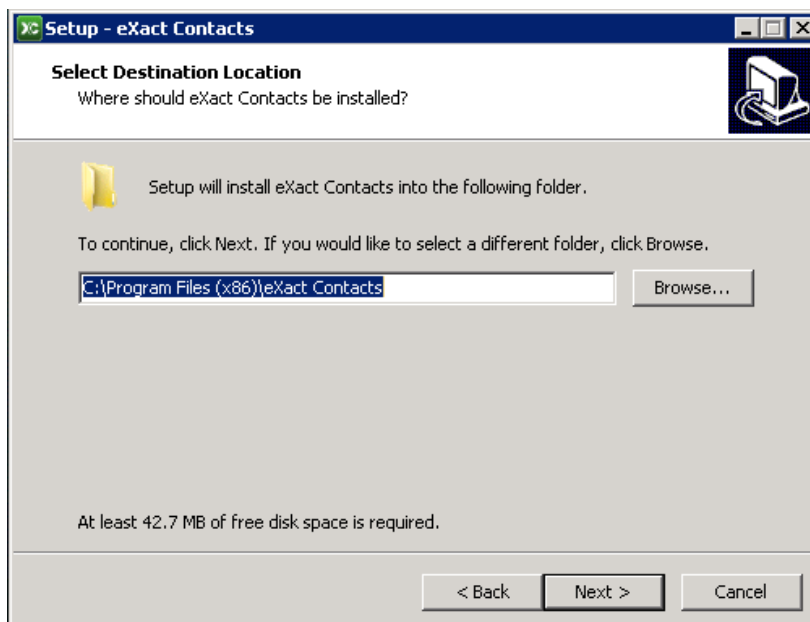 XC Setup - eXact Contacts
Select Destination Location
Where should eXact Contacts be installed?
Setup will install eXact Contacts into the following folder.
To continue, click Next. If you would like to select a different folder, click Browse.
C:\Program Files (x86)\eXact Contacts
Browse...
At least 42.7 MB of free disk space is required.
< Back
Next >
Cancel